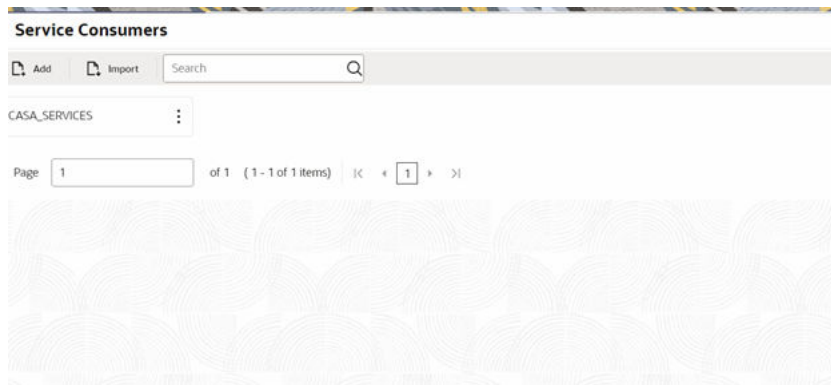 Service Consumers
Add Import Search
CASA_SERVICES
Page 1 of 1 (1 - 1 of 1 items) 1